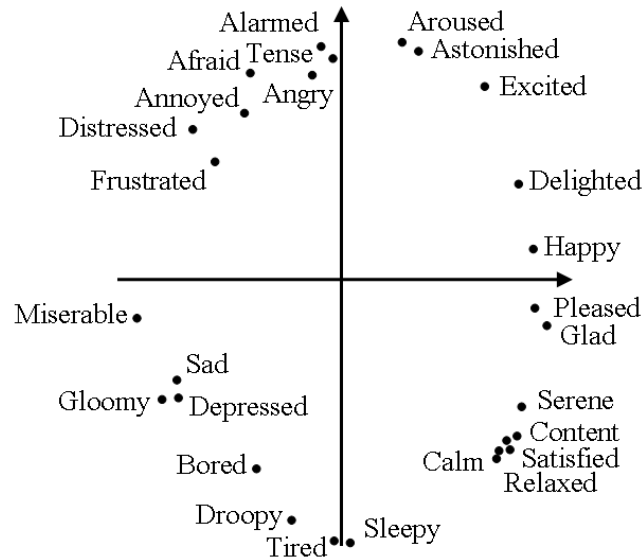 Alarmed
Aroused
Tense
Astonished
Afraid
Angry
Excited
Annoyed
Distressed
Frustrated
Delighted
Happy
Miserable
Pleased
Glad
Sad
Gloomy
Depressed
Serene
Content
Bored
Calm
Satisfied
Relaxed
Droopy
Sleepy
Tired